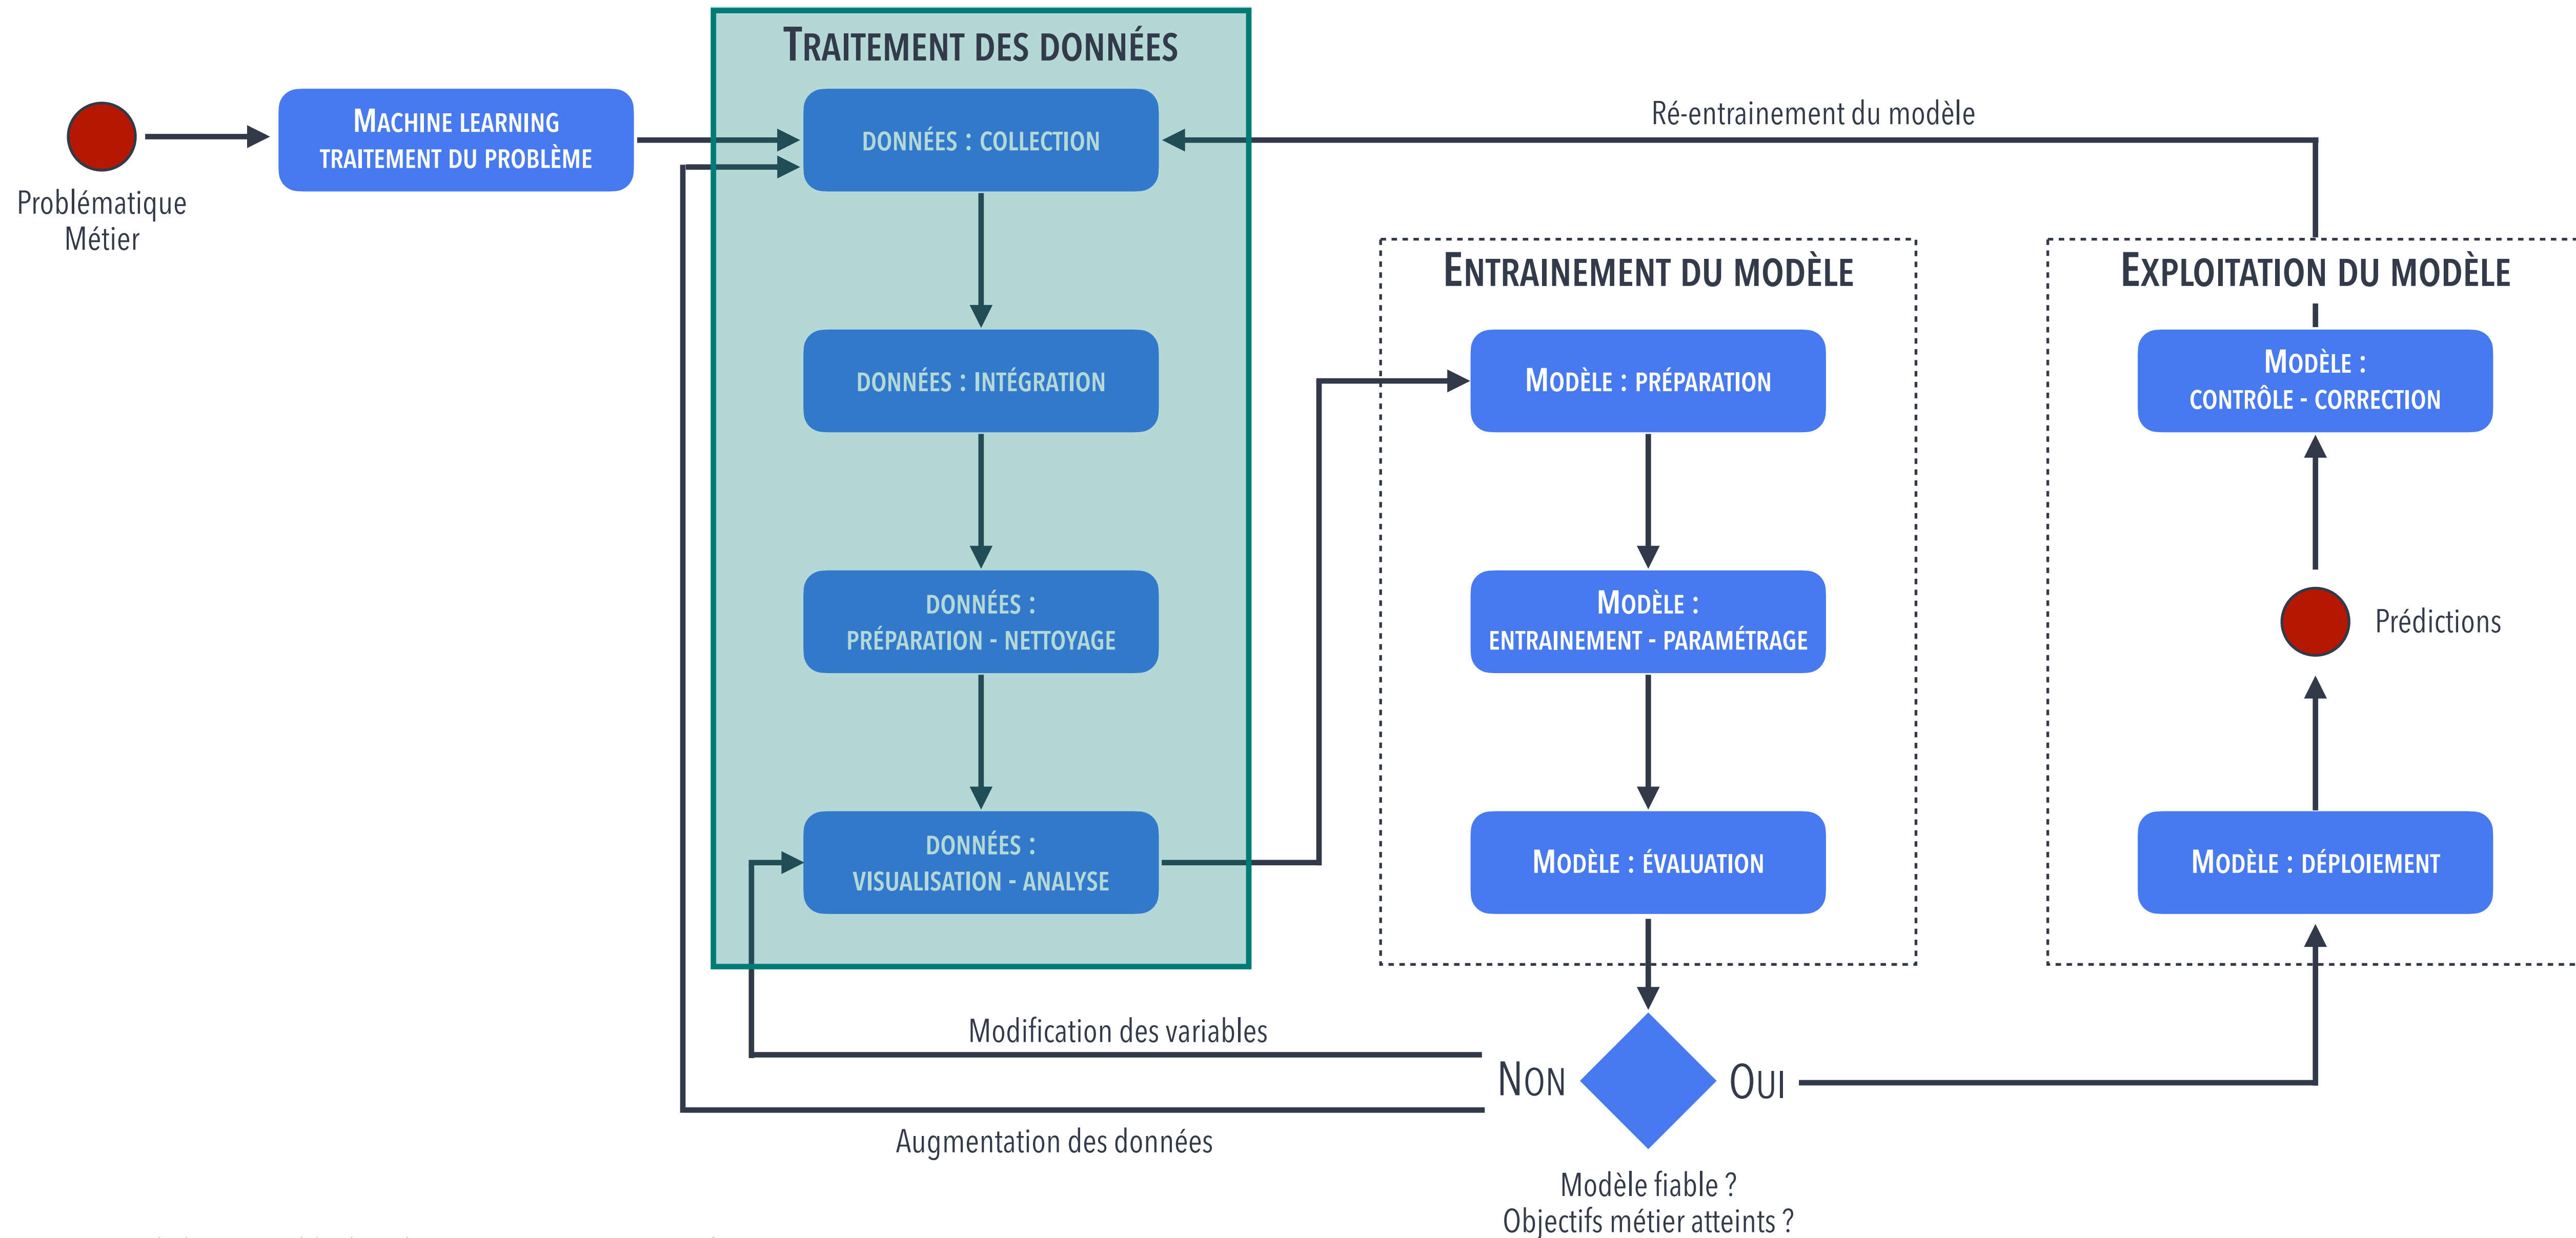 Problématique
Métier
Machine learning
traitement du problème
Traitement des données
données : collection
données : intégration
données :
préparation - nettoyage
données :
visualisation - analyse
Ré-entrainement du modèle
Entrainement du modèle
Modèle : préparation
Modèle :
entrainement - paramétrage
Modèle : évaluation
Exploitation du modèle
Modèle :
contrôle - correction
Prédictions
Modèle : déploiement
Modification des variables
Non
Oui
Augmentation des données
Modèle fiable ?
Objectifs métier atteints ?